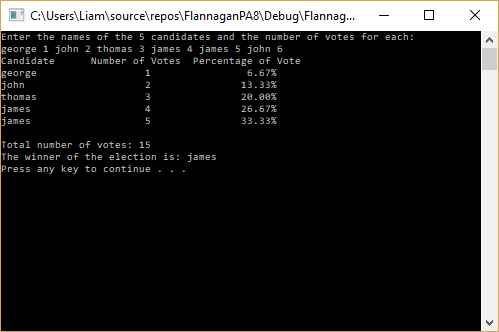 C:\Users\Liam\source\repos\FlannaganPA8\Debug\Flannag...
Enter the names of the 5 candidates and the number of votes for each:
george 1 john 2 thomas 3 james 4 james 5 john 6
Candidate      Number of Votes  Percentage of Vote
george                  1                6.67%
john                    2               13.33%
thomas                  3               20.00%
james                   4               26.67%
james                   5               33.33%

Total number of votes: 15
The winner of the election is: james
Press any key to continue . . .